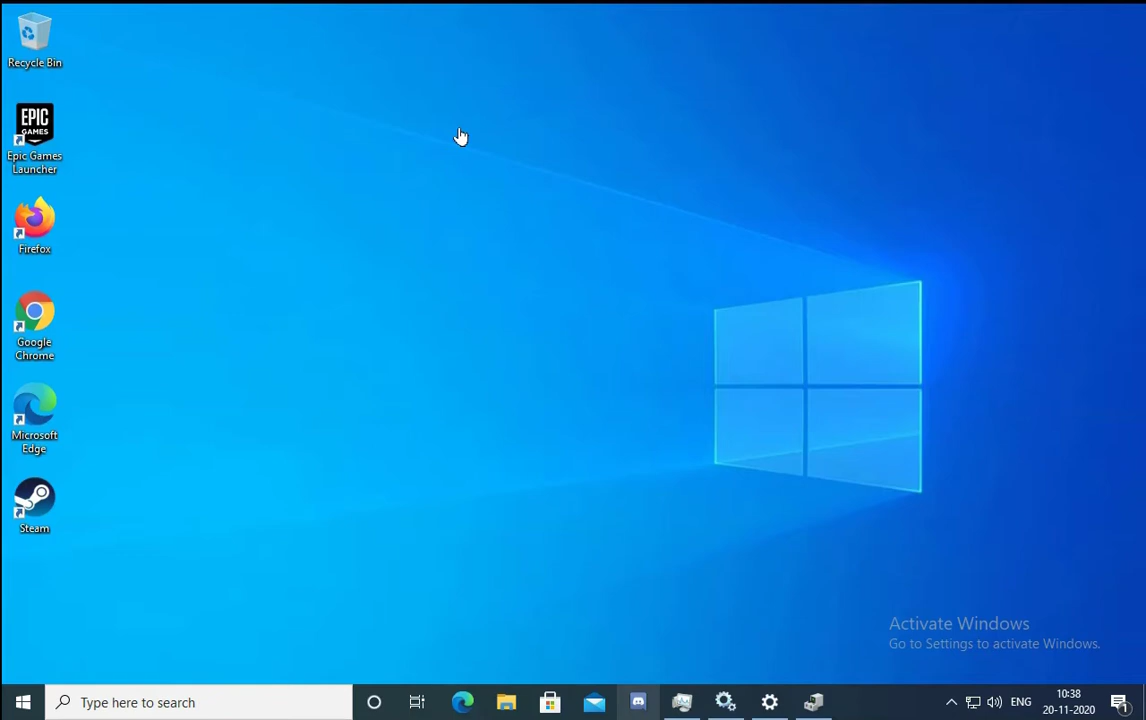 Recycle Bin
EPIC
GAMES
Epic Games
Launcher
Firefox
Google
Chrome
Microsoft
Edge
Steam
Activate Windows
Go to Settings to activate Windows.
Type here to search
ENG
10:38
20-11-2020
1